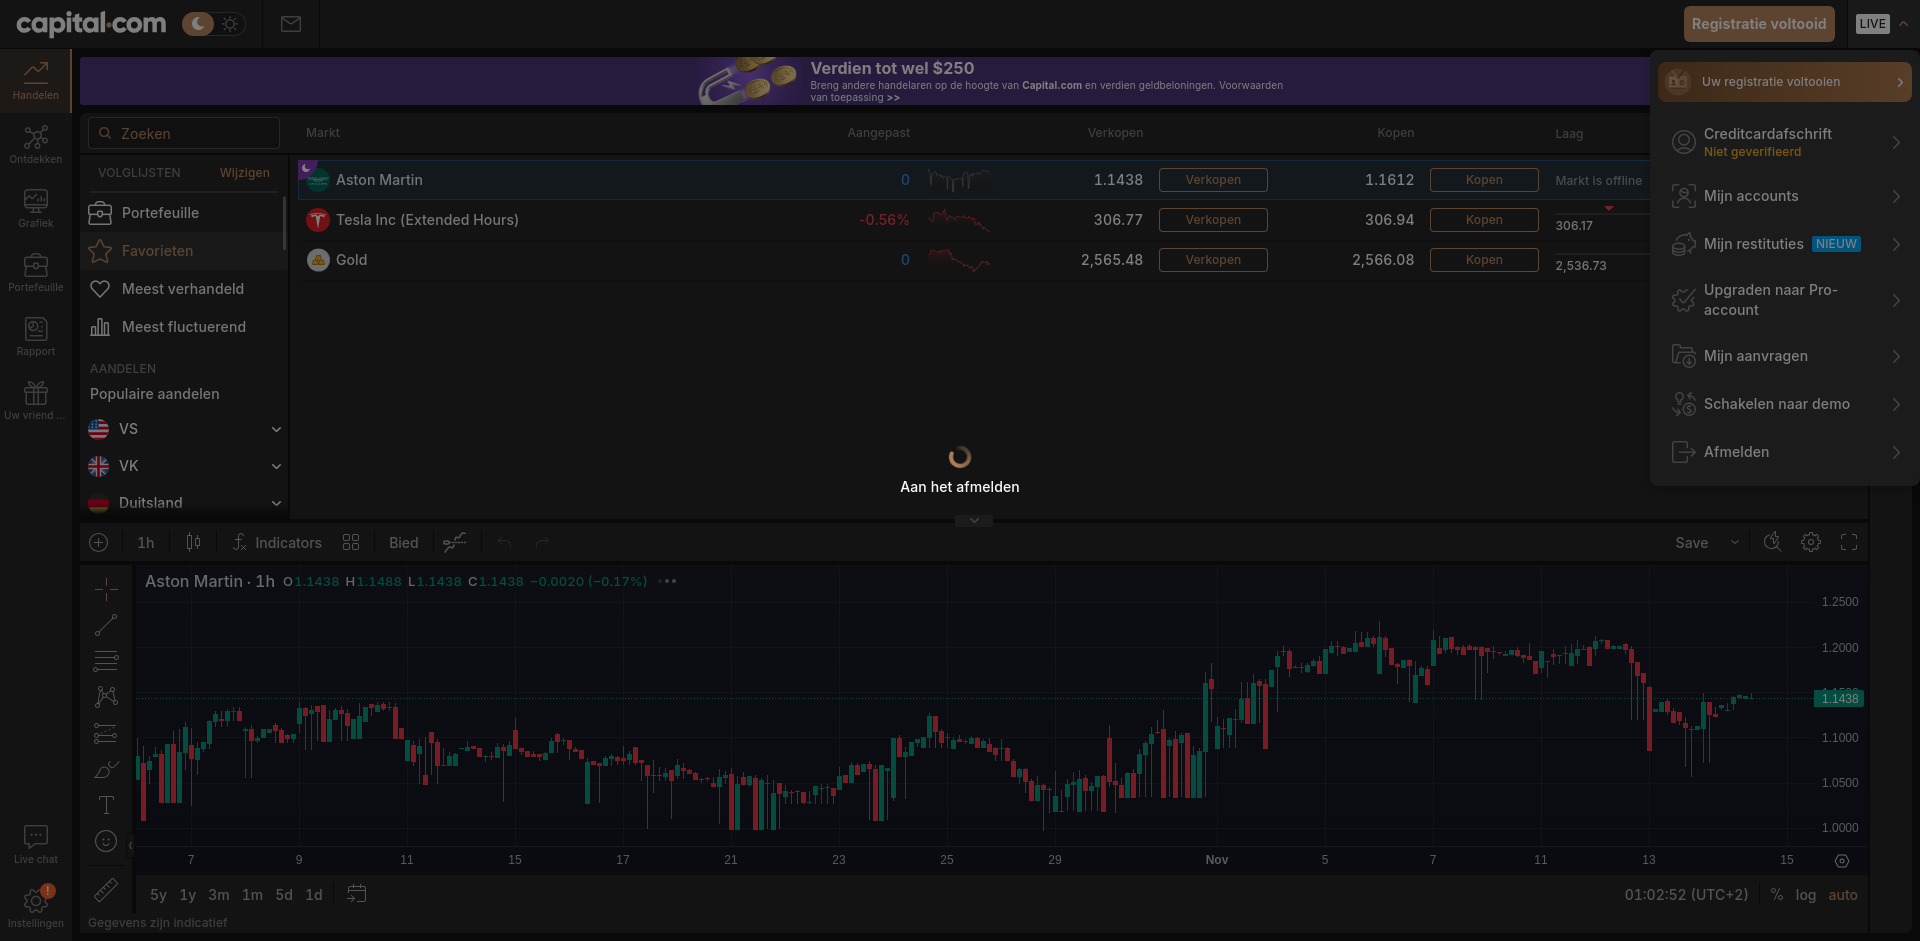 capital.com
Registratie voltooid
LIVE
Handelen
Ontdekken
Grafiek
Portefeuille
Rapport
Uw vriend ...
Live chat
!
Instellingen
Verdien tot wel $250
Breng andere handelaren op de hoogte van Capital.com en verdien geldbeloningen. Voorwaarden
van toepassing >>
Zoeken
VOLGLIJSTEN Wijzigen
Portefeuille
Favorieten
Meest verhandeld
Meest fluctuerend
AANDELEN
Populaire aandelen
VS
VK
Duitsland
Markt Aangepast Verkopen Kopen Laag
Aston Martin 0 1.1438 Verkopen 1.1612 Kopen Markt is offline
Tesla Inc (Extended Hours) -0.56% 306.77 Verkopen 306.94 Kopen 306.17
Gold 0 2,565.48 Verkopen 2,566.08 Kopen 2,536.73
Uw registratie voltooien
Creditcardafschrift
Niet geverifieerd
Mijn accounts
Mijn restituties NIEUW
Upgraden naar Pro-
account
Mijn aanvragen
Schakelen naar demo
Afmelden
Aan het afmelden
1h Indicators Bied Save
Aston Martin · 1h O1.1438 H1.1488 L1.1438 C1.1438 −0.0020 (−0.17%)
1.2500
1.2000
1.1438
1.1000
1.0500
1.0000
7 9 11 15 17 21 23 25 29 Nov 5 7 11 13 15
5y 1y 3m 1m 5d 1d 01:02:52 (UTC+2) % log auto
Gegevens zijn indicatief